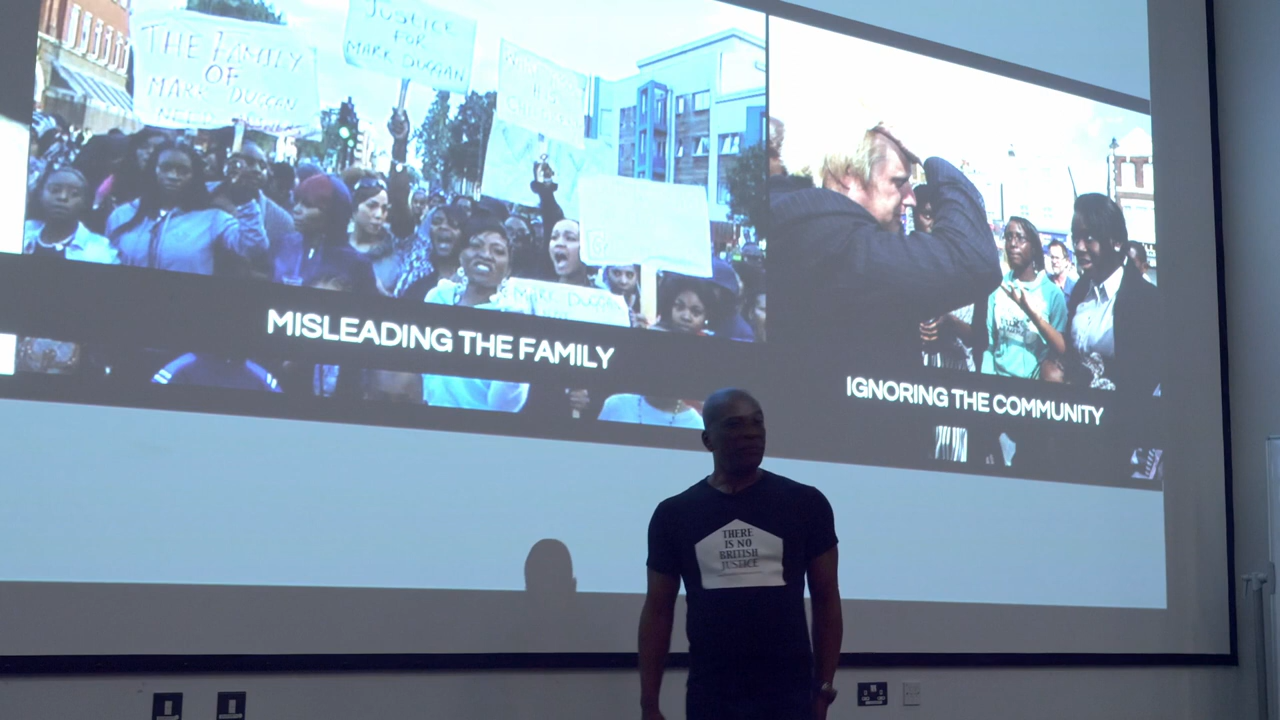 THE FAMILY
OF
MARK DUGGAN
JUSTICE
FOR
MARK DUGGAN
MISLEADING THE FAMILY
IGNORING THE COMMUNITY
THERE
IS NO
BRITISH
JUSTICE